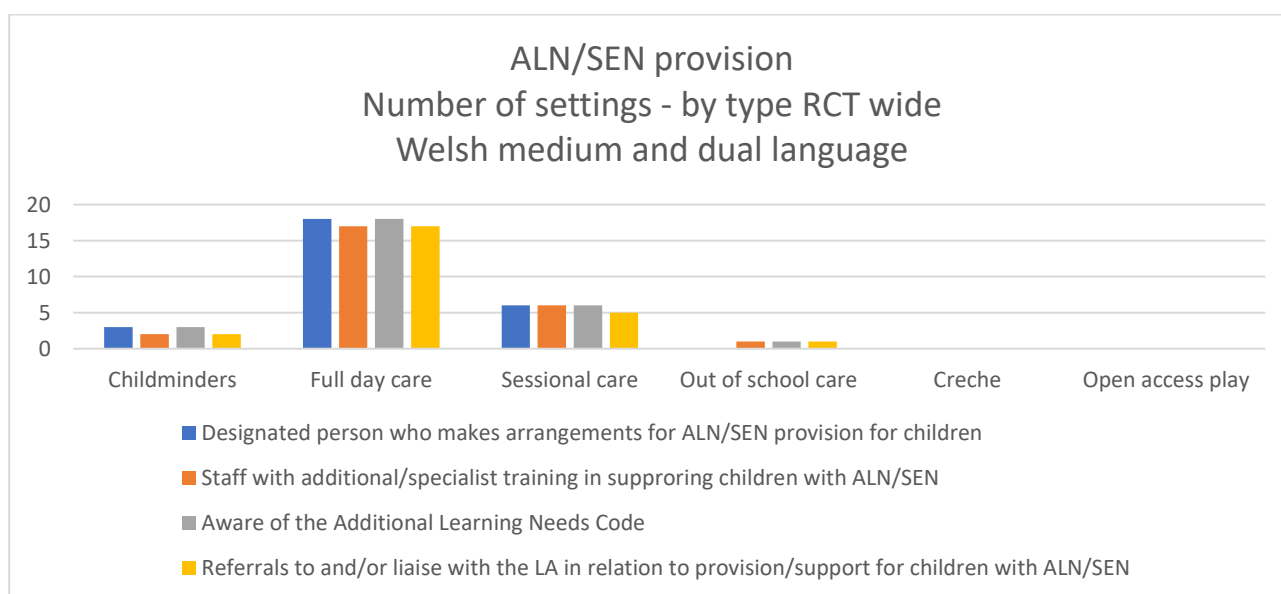 ALN/SEN provision
Number of settings - by type RCT wide
Welsh medium and dual language
20
15
10
5
0
Childminders Full day care Sessional care Out of school care Creche Open access play
Designated person who makes arrangements for ALN/SEN provision for children
Staff with additional/specialist training in supproring children with ALN/SEN
Aware of the Additional Learning Needs Code
Referrals to and/or liaise with the LA in relation to provision/support for children with ALN/SEN